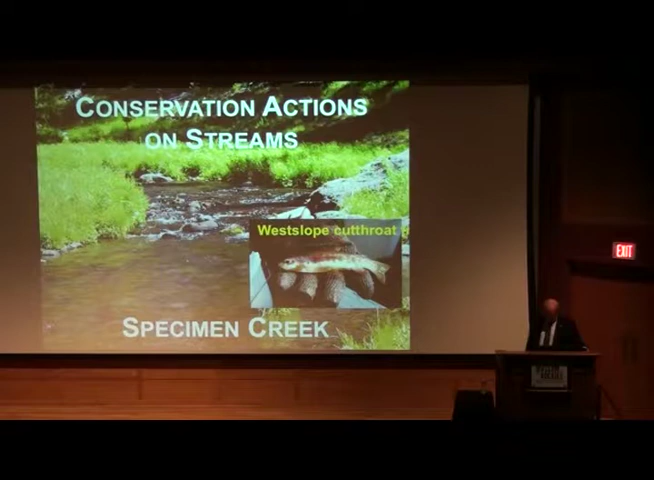 CONSERVATION ACTIONS
ON STREAMS
Westslope cutthroat
SPECIMEN CREEK
EXIT